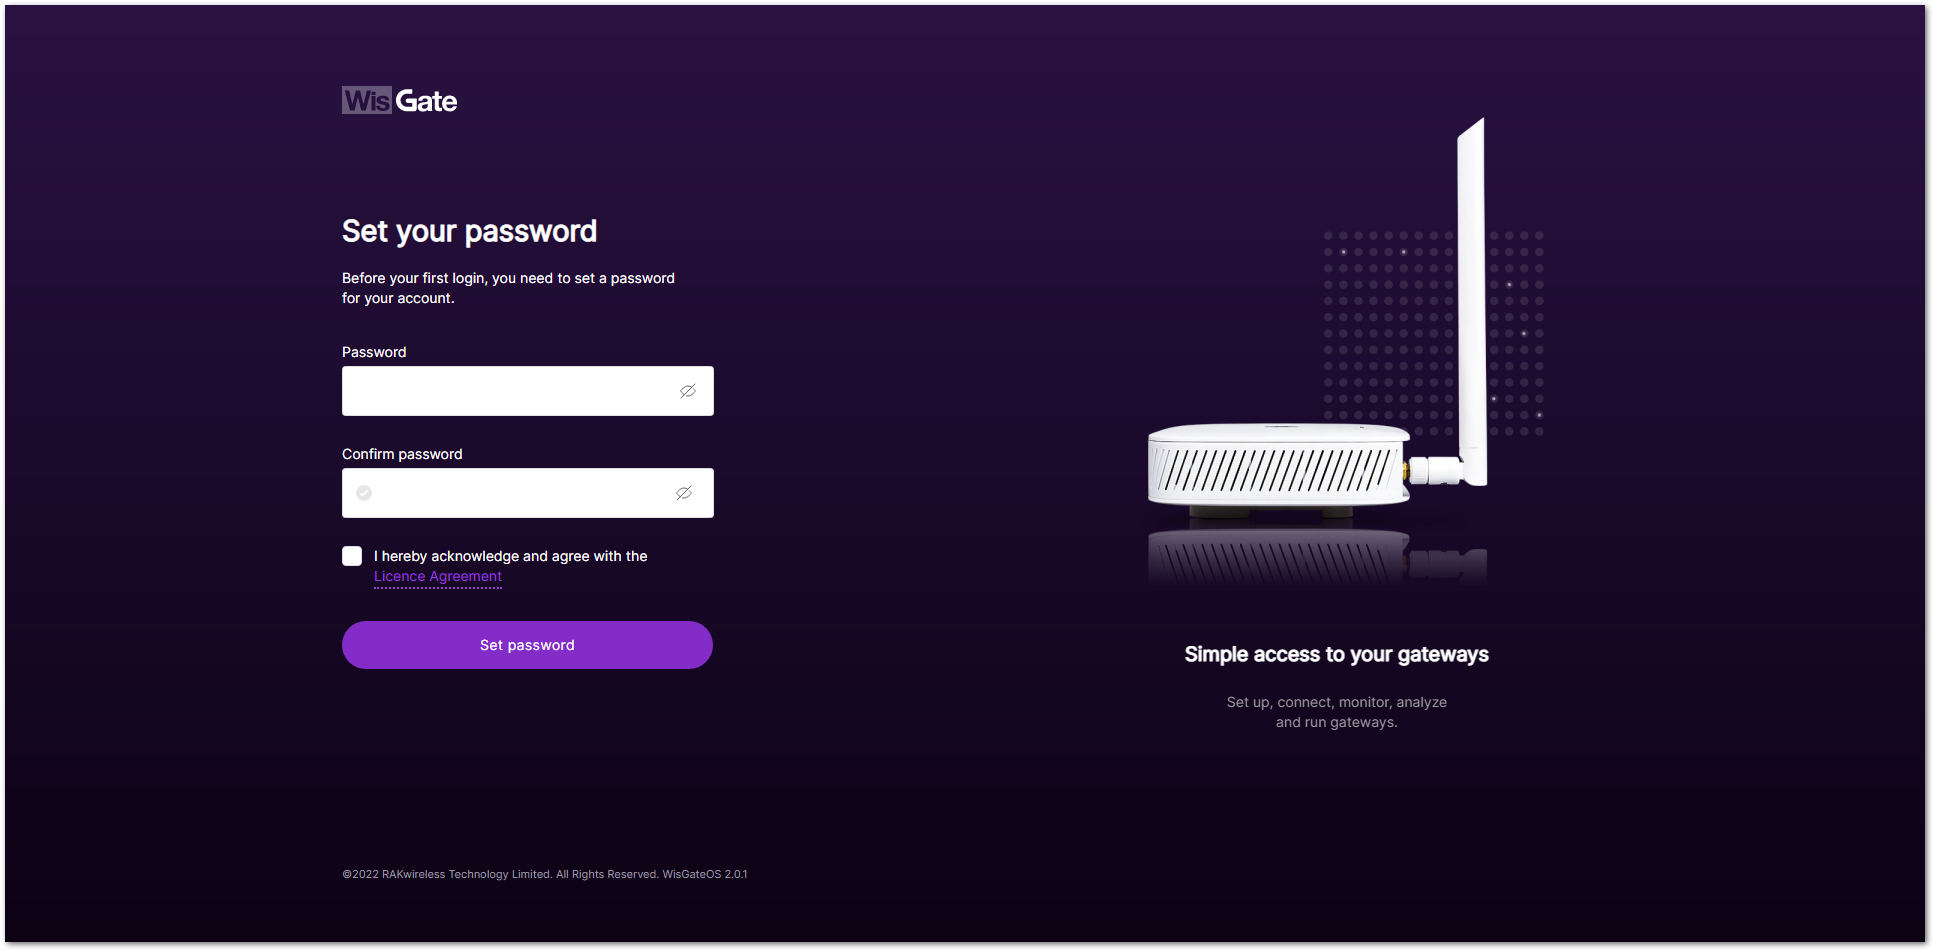 Wis Gate
Set your password
Before your first login, you need to set a password
for your account.
Password
Confirm password
I hereby acknowledge and agree with the
Licence Agreement
Set password
Simple access to your gateways
Set up, connect, monitor, analyze
and run gateways.
©2022 RAKwireless Technology Limited. All Rights Reserved. WisGateOS 2.0.1